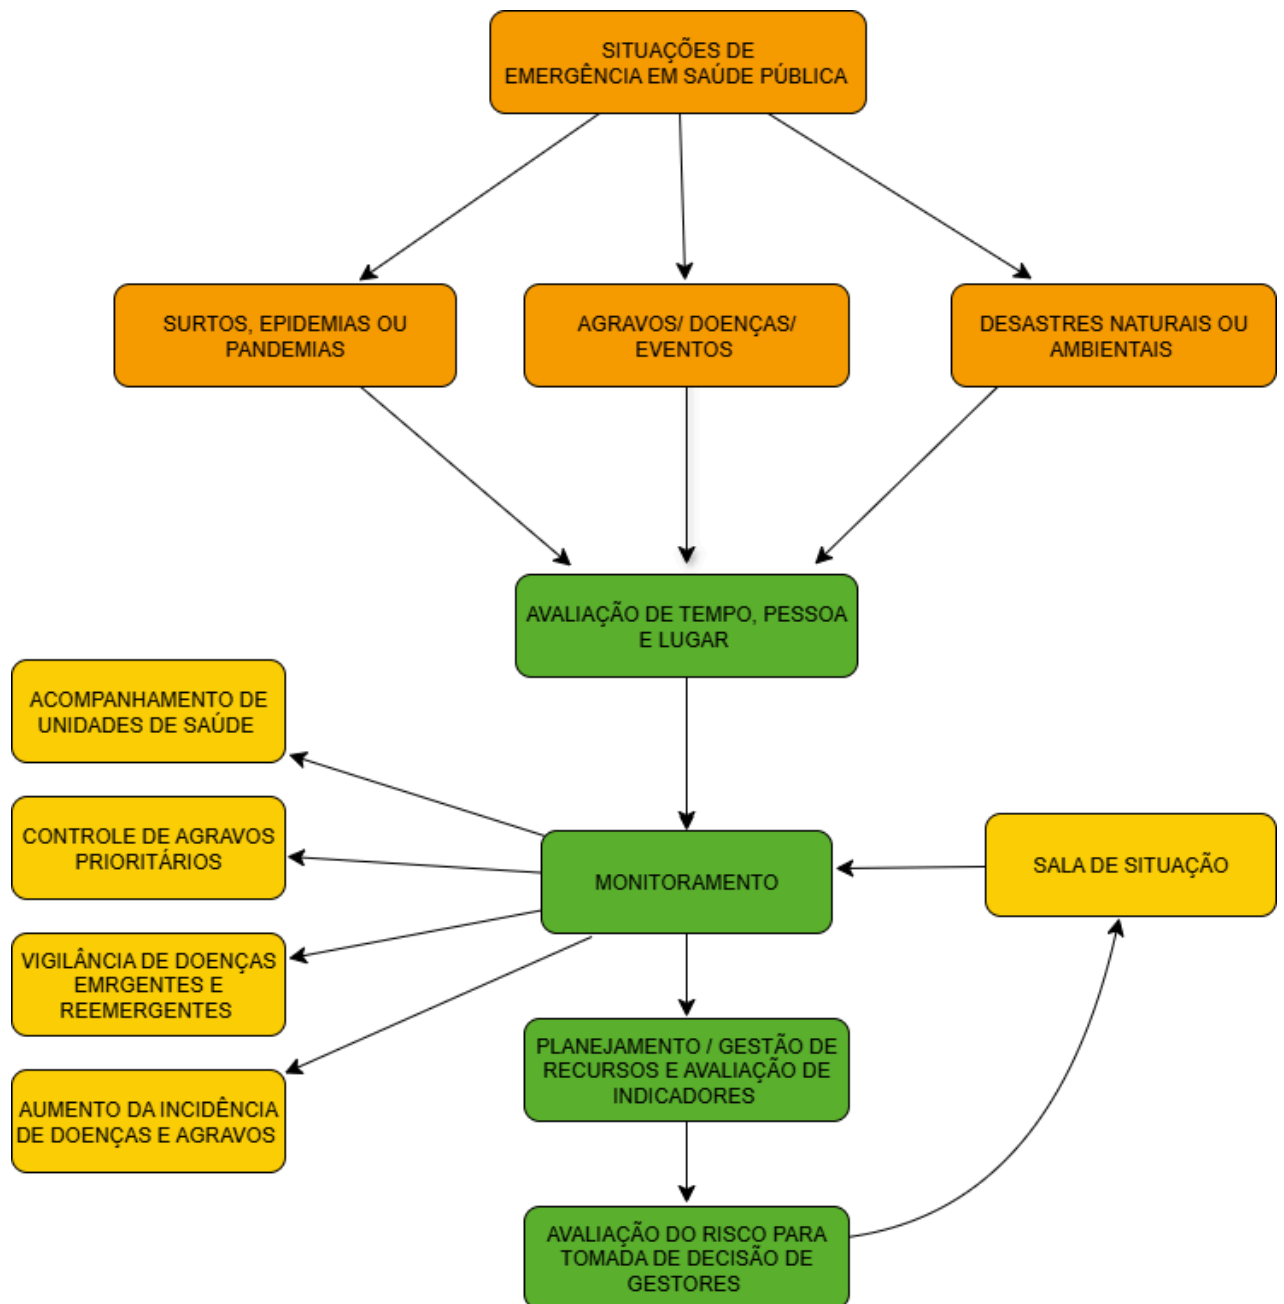 SITUAÇÕES DE
EMERGÊNCIA EM SAÚDE PÚBLICA
SURTOS, EPIDEMIAS OU
PANDEMIAS
AGRAVOS/ DOENÇAS/
EVENTOS
DESASTRES NATURAIS OU
AMBIENTAIS
AVALIAÇÃO DE TEMPO, PESSOA
E LUGAR
ACOMPANHAMENTO DE
UNIDADES DE SAÚDE
CONTROLE DE AGRAVOS
PRIORITÁRIOS
VIGILÂNCIA DE DOENÇAS
EMRGENTES E
REEMERGENTES
AUMENTO DA INCIDÊNCIA
DE DOENÇAS E AGRAVOS
MONITORAMENTO
SALA DE SITUAÇÃO
PLANEJAMENTO / GESTÃO DE
RECURSOS E AVALIAÇÃO DE
INDICADORES
AVALIAÇÃO DO RISCO PARA
TOMADA DE DECISÃO DE
GESTORES